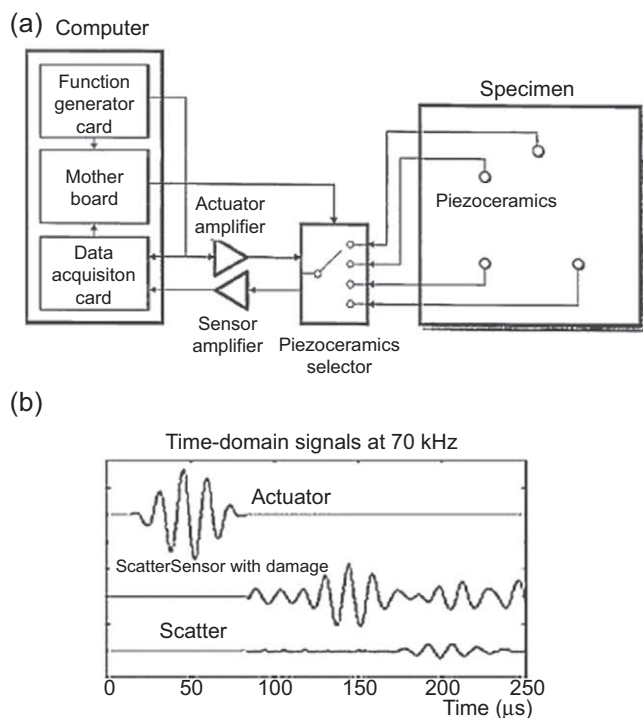 (a)
Computer
Function
generator
card
Mother
board
Data
acquisiton
card
Actuator
amplifier
Sensor
amplifier
Piezoceramics
selector
Specimen
Piezoceramics
(b)
Time-domain signals at 70 kHz
Actuator
ScatterSensor with damage
Scatter
0 50 100 150 200 250
Time (μs)